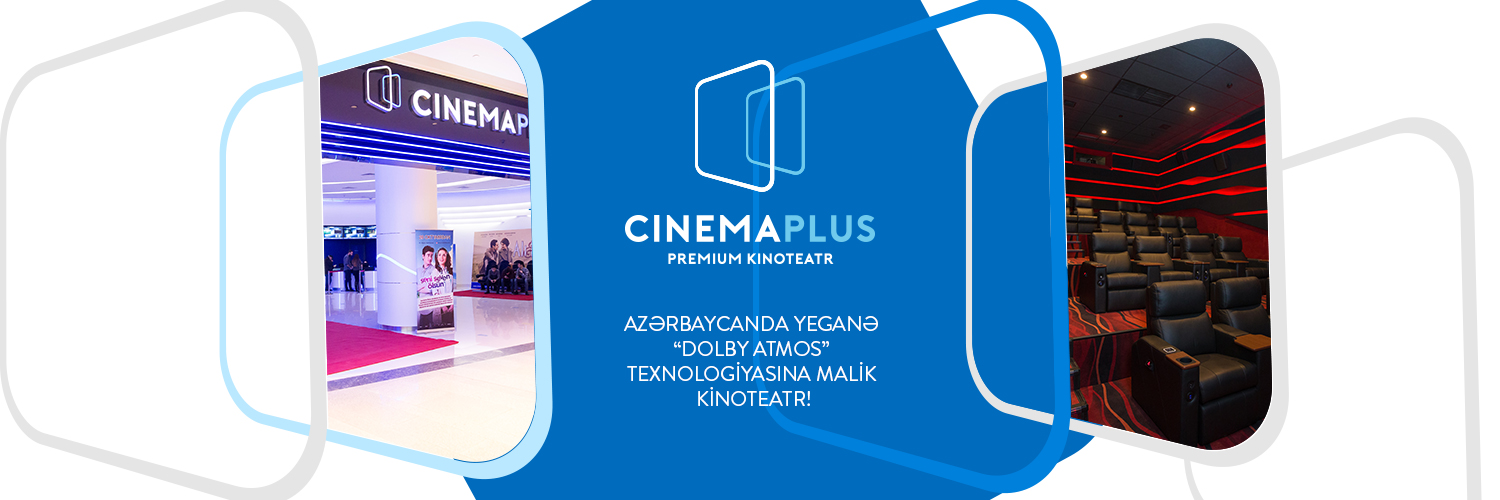 CINEMAP
CINEMAPLUS
PREMIUM KINOTEATR
AZƏRBAYCANDA YEGANƏ
“DOLBY ATMOS”
TEXNOLOGİYASINA MALİK
KİNOTEATR!